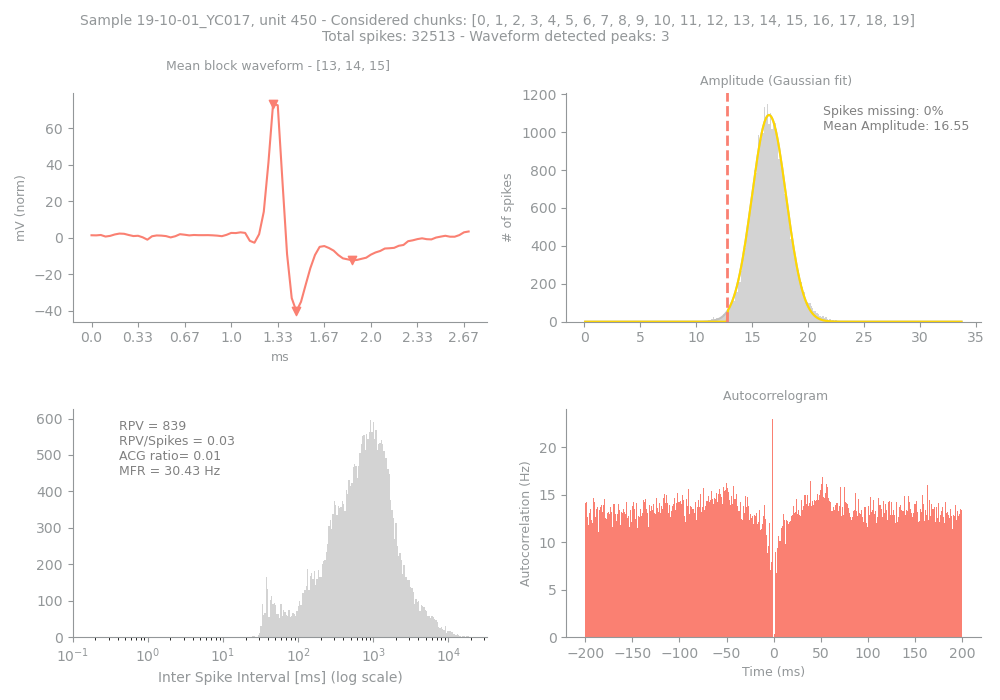 Sample 19-10-01_YC017, unit 450 - Considered chunks: [0, 1, 2, 3, 4, 5, 6, 7, 8, 9, 10, 11, 12, 13, 14, 15, 16, 17, 18, 19]
Total spikes: 32513 - Waveform detected peaks: 3
Mean block waveform - [13, 14, 15]
mV (norm)
60
40
20
0
−20
−40
0.0 0.33 0.67 1.0 1.33 1.67 2.0 2.33 2.67
ms
Amplitude (Gaussian fit)
Spikes missing: 0%
Mean Amplitude: 16.55
# of spikes
1200
1000
800
600
400
200
0
0 5 10 15 20 25 30 35
RPV = 839
RPV/Spikes = 0.03
ACG ratio= 0.01
MFR = 30.43 Hz
600
500
400
300
200
100
0
10⁻¹ 10⁰ 10¹ 10² 10³ 10⁴
Inter Spike Interval [ms] (log scale)
Autocorrelogram
Autocorrelation (Hz)
20
15
10
5
0
−200 −150 −100 −50 0 50 100 150 200
Time (ms)